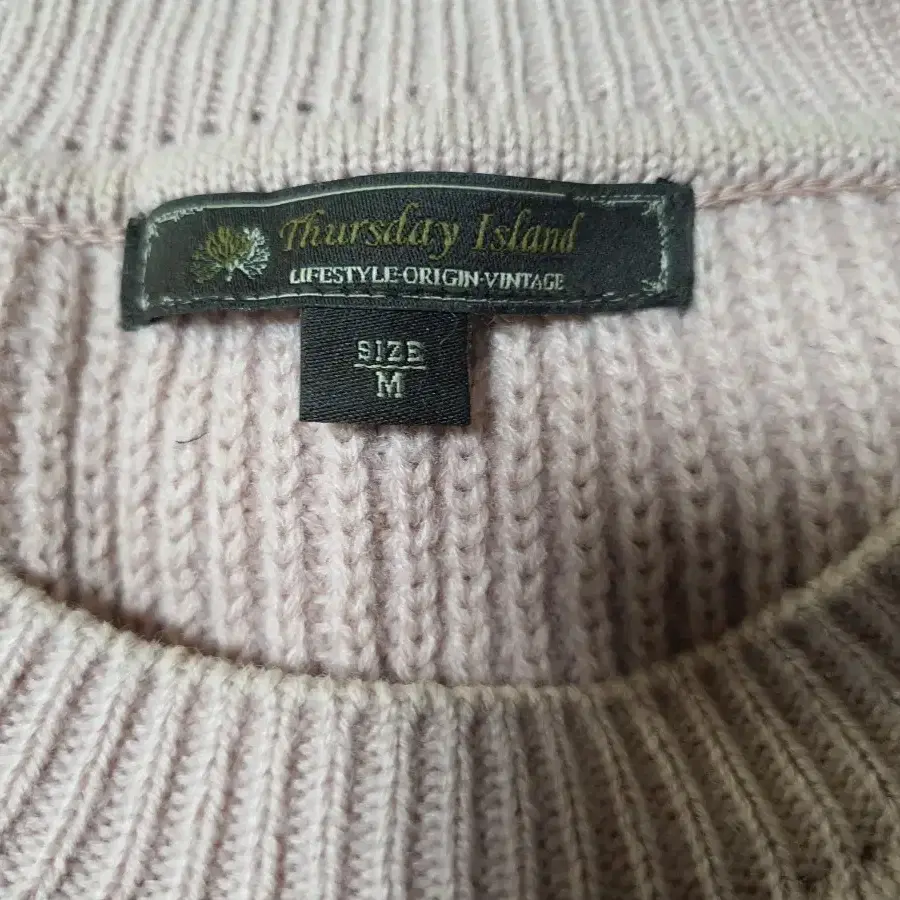 Thursday Island
LIFESTYLE·ORIGIN·VINTAGE
SIZE
M